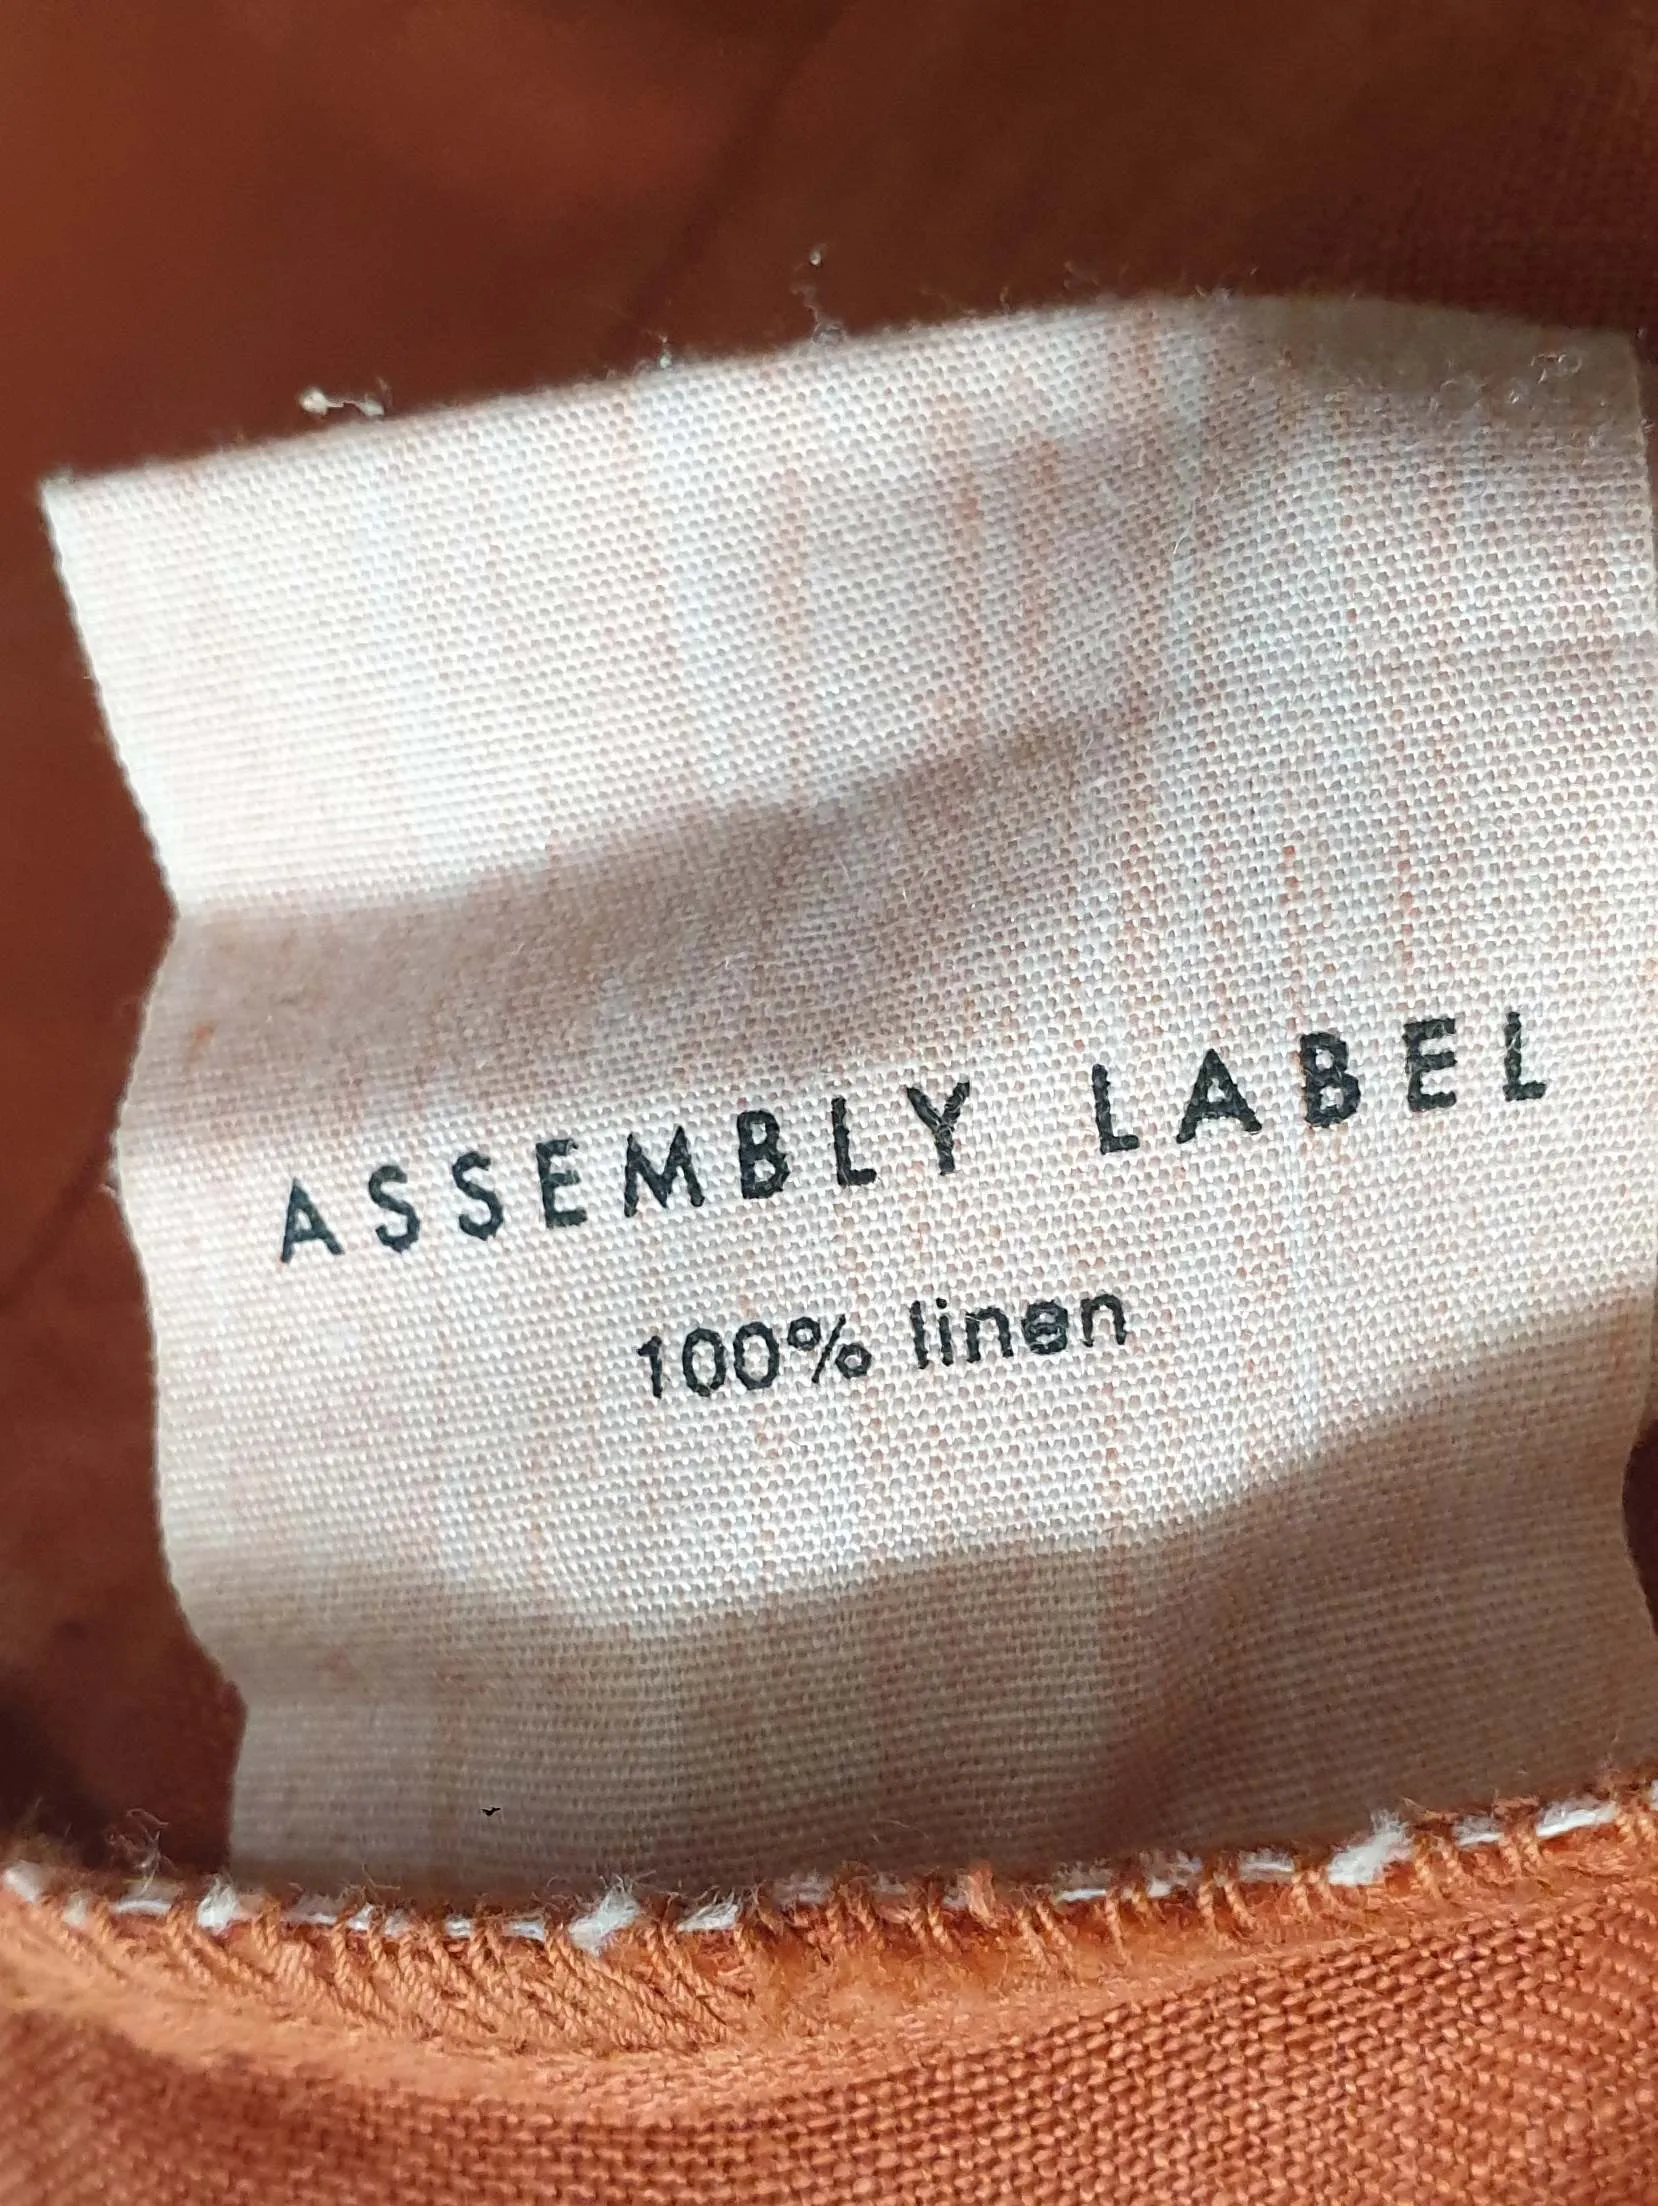 ASSEMBLY LABEL
100% linen